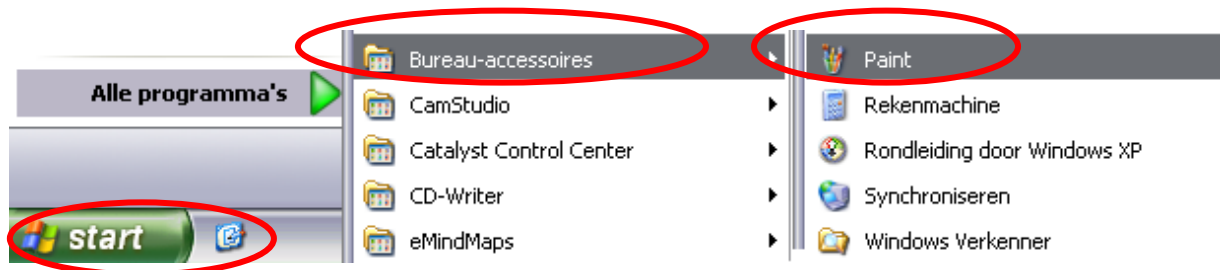 Alle programma's
start
Bureau-accessoires
CamStudio
Catalyst Control Center
CD-Writer
eMindMaps
Paint
Rekenmachine
Rondleiding door Windows XP
Synchroniseren
Windows Verkenner